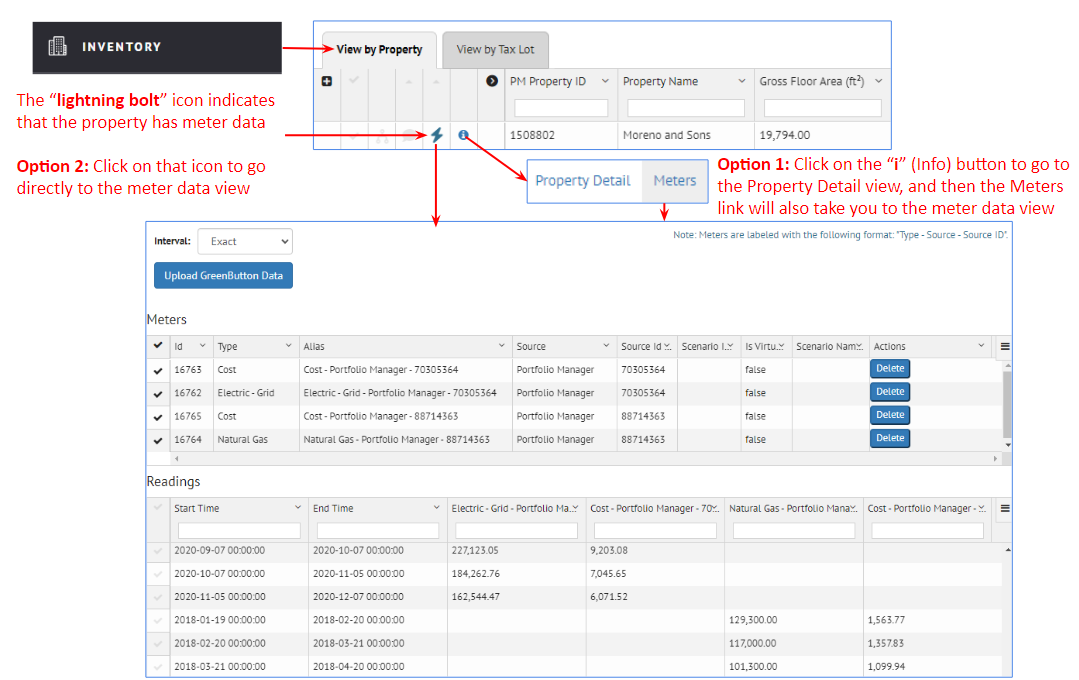 INVENTORY
View by Property
View by Tax Lot
PM Property ID
Property Name
Gross Floor Area (ft²)
1508802
Moreno and Sons
19,794.00
The “lightning bolt” icon indicates
that the property has meter data
Option 2: Click on that icon to go
directly to the meter data view
Property Detail
Meters
Option 1: Click on the “i” (Info) button to go to
the Property Detail view, and then the Meters
link will also take you to the meter data view
Interval:
Exact
Note: Meters are labeled with the following format: "Type - Source - Source ID".
Upload GreenButton Data
Meters
Id Type Alias Source Source Id ... Scenario I... Is Virtu... Scenario Nam... Actions
16763 Cost Cost - Portfolio Manager - 70305364 Portfolio Manager 70305364 false Delete
16762 Electric - Grid Electric - Grid - Portfolio Manager - 70305364 Portfolio Manager 70305364 false Delete
16765 Cost Cost - Portfolio Manager - 88714363 Portfolio Manager 88714363 false Delete
16764 Natural Gas Natural Gas - Portfolio Manager - 88714363 Portfolio Manager 88714363 false Delete
Readings
Start Time End Time Electric - Grid - Portfolio Ma... Cost - Portfolio Manager - 70... Natural Gas - Portfolio Mana... Cost - Portfolio Manager - ...
2020-09-07 00:00:00 2020-10-07 00:00:00 227,123.05 9,203.08
2020-10-07 00:00:00 2020-11-05 00:00:00 184,262.76 7,045.65
2020-11-05 00:00:00 2020-12-07 00:00:00 162,544.47 6,071.52
2018-01-19 00:00:00 2018-02-20 00:00:00 129,300.00 1,563.77
2018-02-20 00:00:00 2018-03-21 00:00:00 117,000.00 1,357.83
2018-03-21 00:00:00 2018-04-20 00:00:00 101,300.00 1,099.94